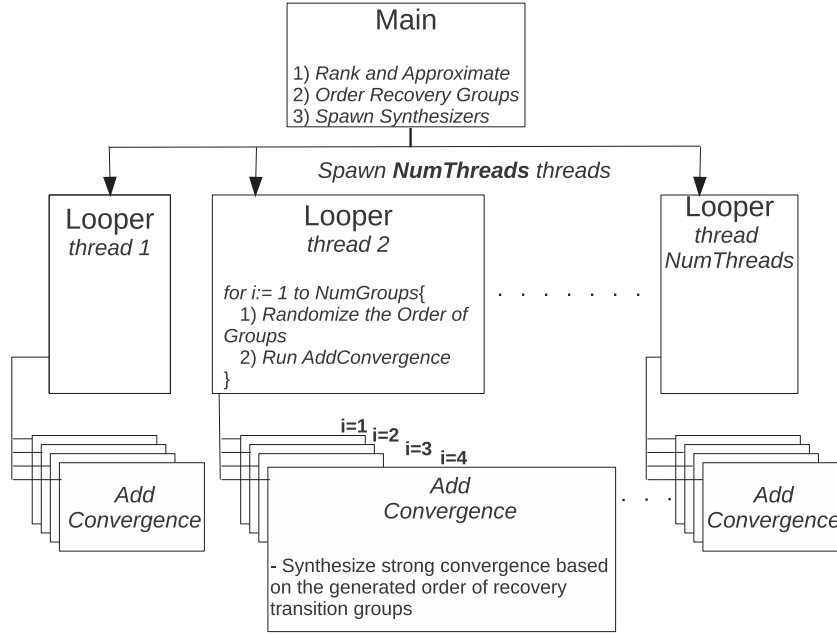 Main
1) Rank and Approximate
2) Order Recovery Groups
3) Spawn Synthesizers
Spawn NumThreads threads
Looper
thread 1
Looper
thread 2
for i:= 1 to NumGroups{
1) Randomize the Order of
Groups
2) Run AddConvergence
}
. . . . . . .
Looper
thread
NumThreads
Add
Convergence
i=1
i=2
i=3
i=4
Add
Convergence
- Synthesize strong convergence based
on the generated order of recovery
transition groups
. . .
Add
Convergence